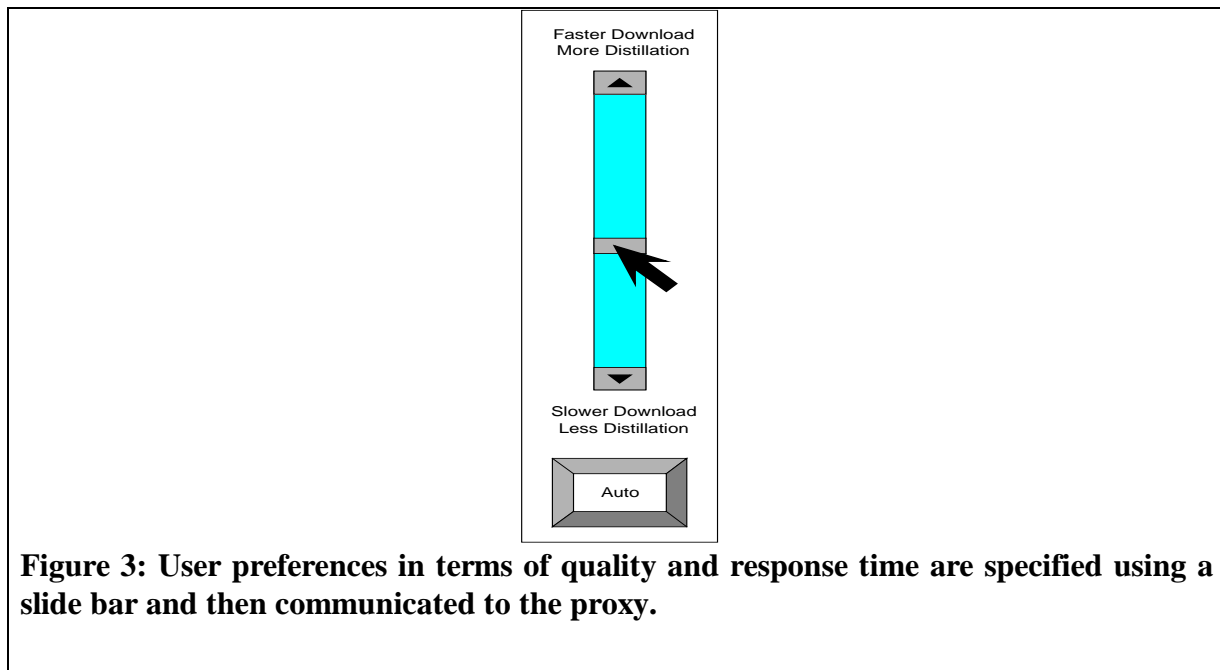 Faster Download
More Distillation
Slower Download
Less Distillation
Auto
Figure 3: User preferences in terms of quality and response time are specified using a
slide bar and then communicated to the proxy.